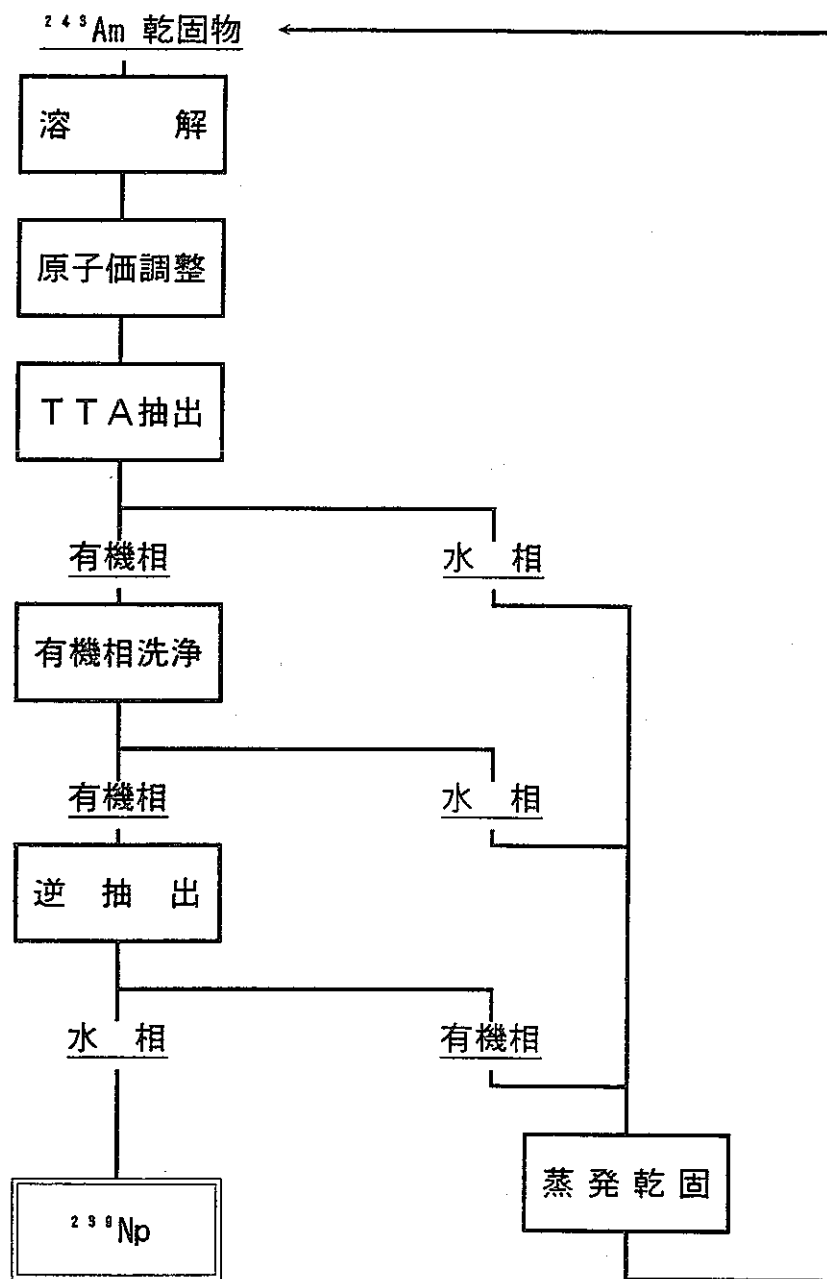 ²⁴³Am 乾固物
溶 解
原子価調整
TTA抽出
有機相
水 相
有機相洗浄
有機相
水 相
逆 抽 出
水 相
有機相
蒸発乾固
²³⁹Np